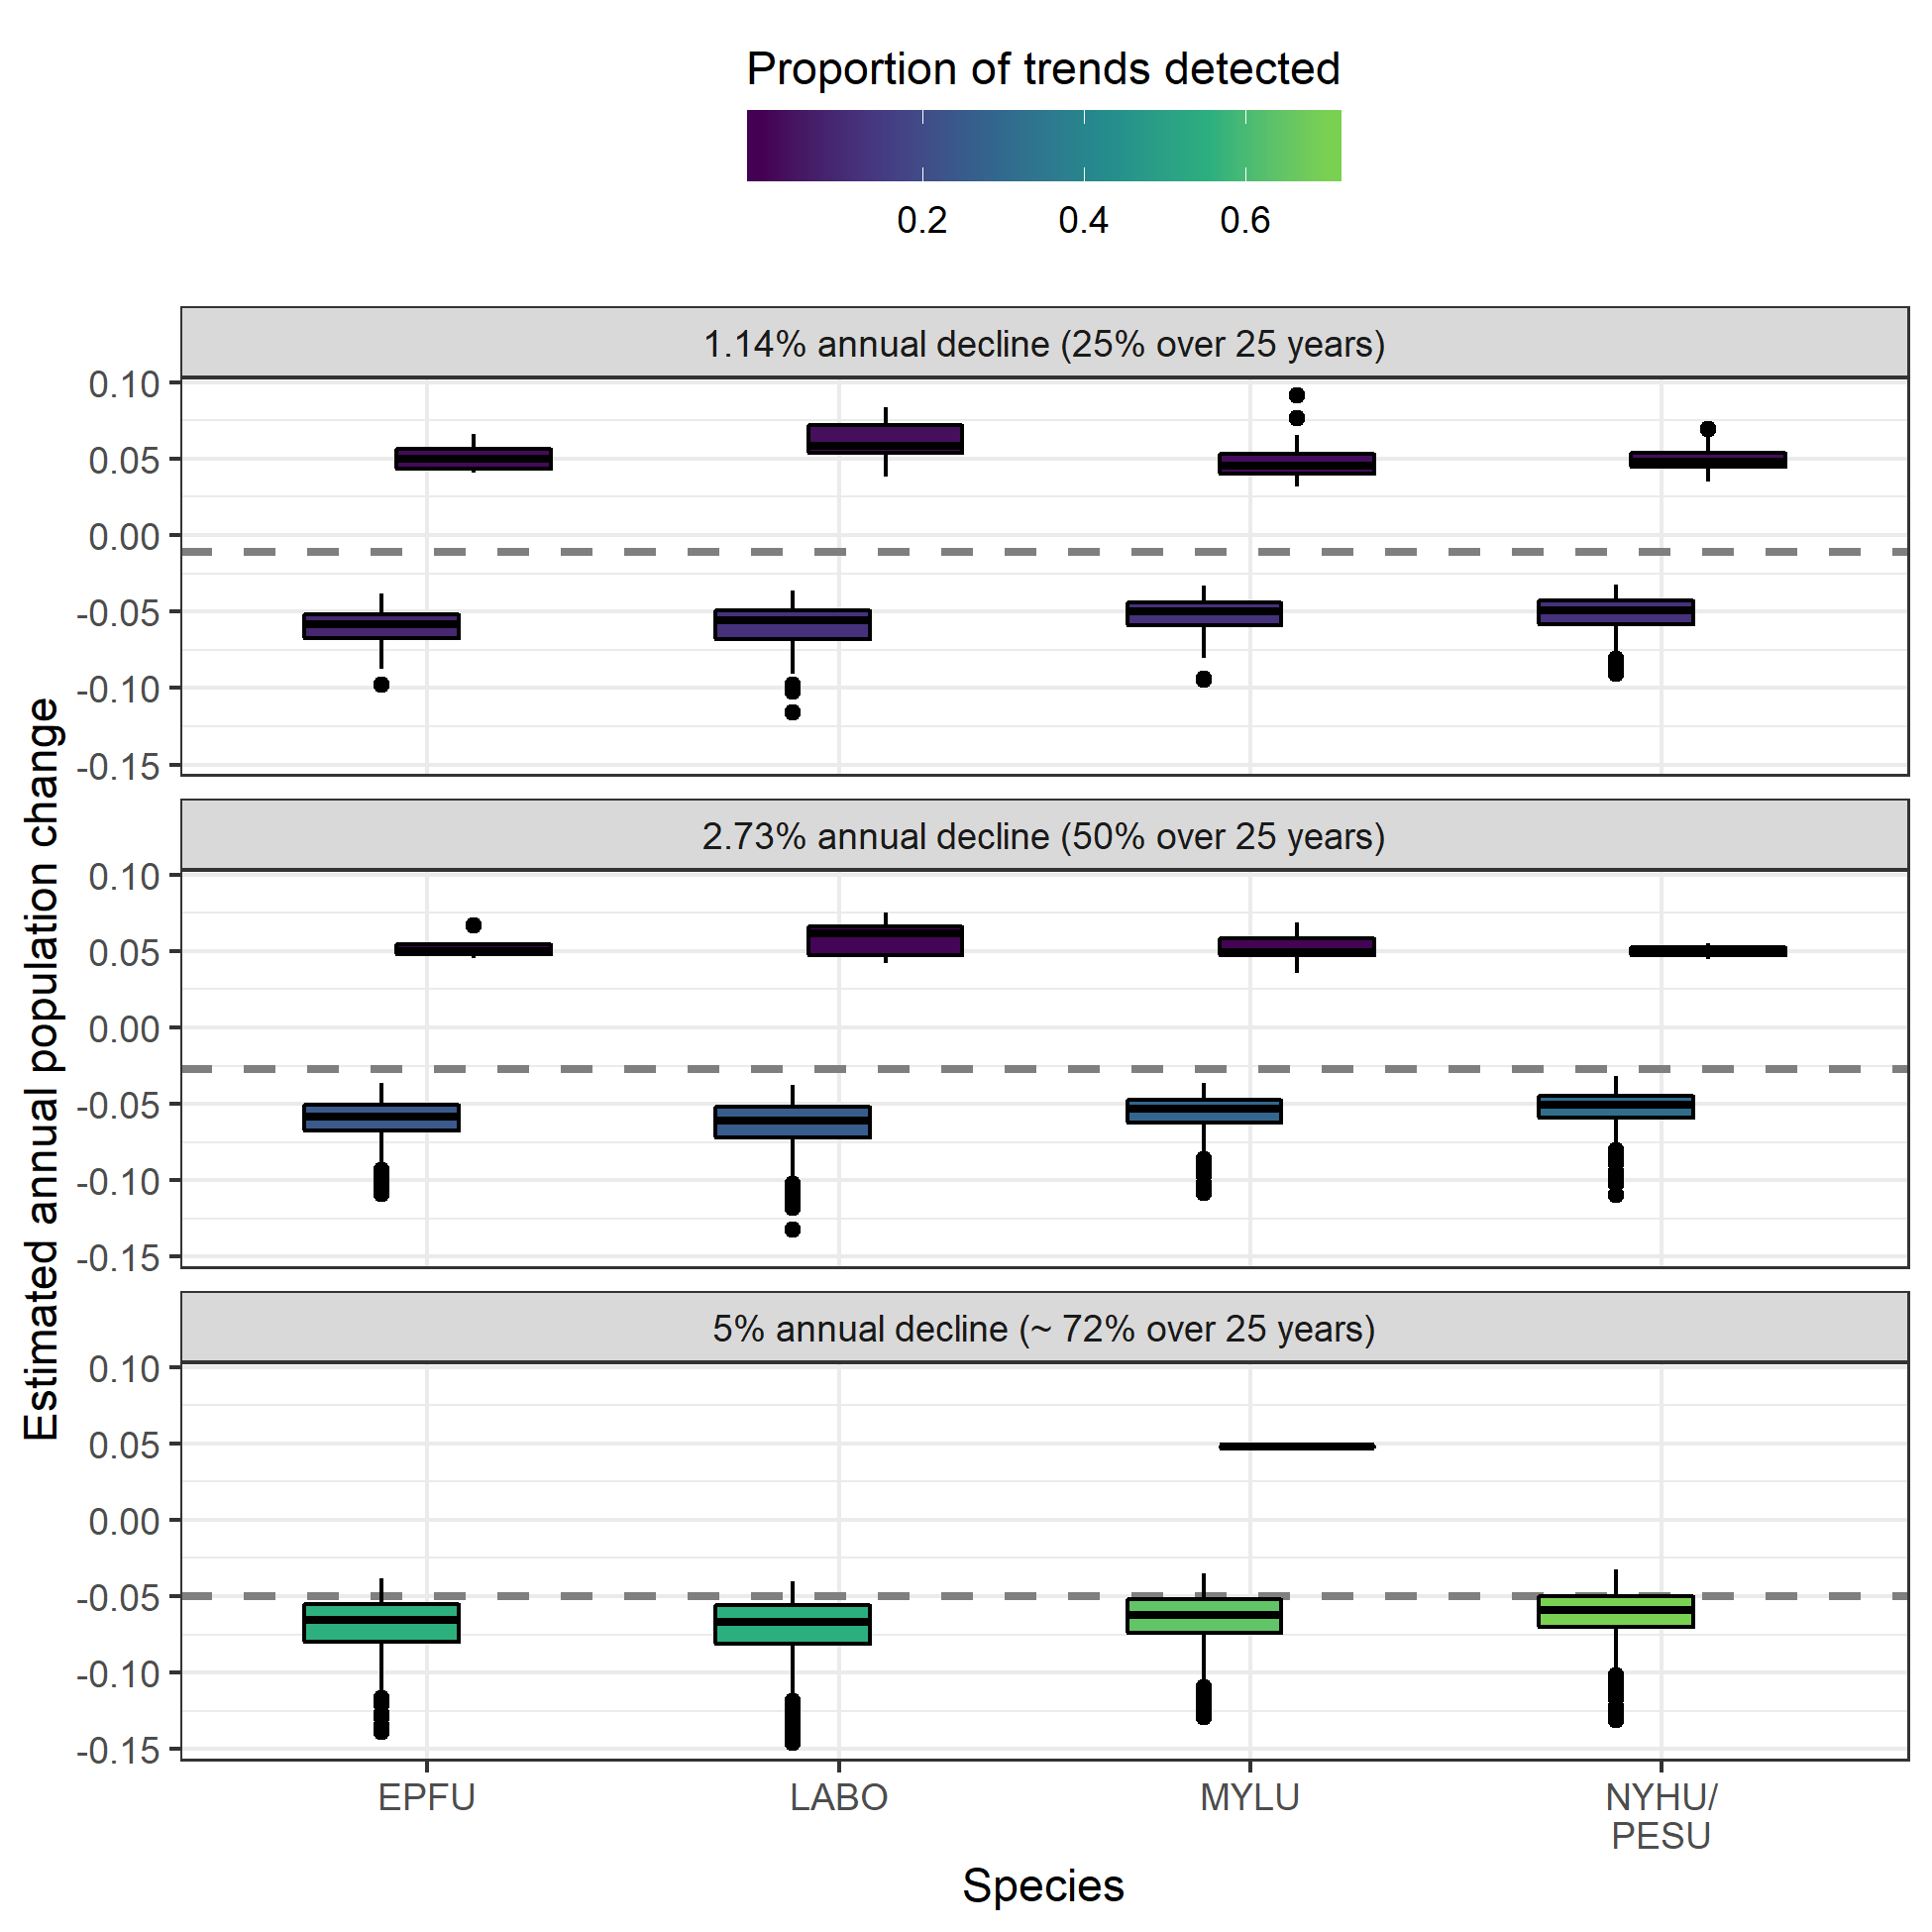 Proportion of trends detected
0.2 0.4 0.6
1.14% annual decline (25% over 25 years)
0.10
0.05
0.00
-0.05
-0.10
-0.15
2.73% annual decline (50% over 25 years)
0.10
0.05
0.00
-0.05
-0.10
-0.15
5% annual decline (~ 72% over 25 years)
0.10
0.05
0.00
-0.05
-0.10
-0.15
Estimated annual population change
EPFU LABO MYLU NYHU/
PESU
Species